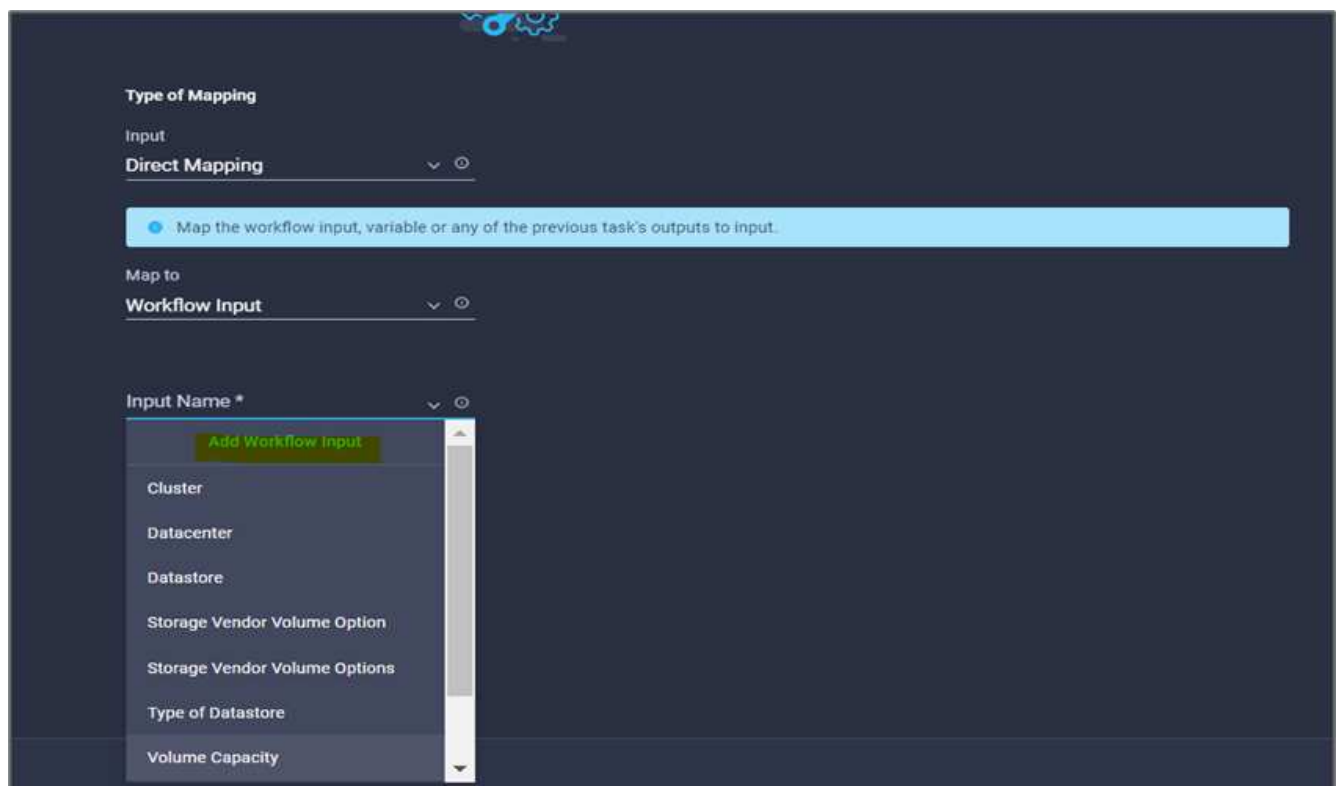 Type of Mapping
Input
Direct Mapping
Map the workflow input, variable or any of the previous task's outputs to input.
Map to
Workflow Input
Input Name *
Add Workflow Input
Cluster
Datacenter
Datastore
Storage Vendor Volume Option
Storage Vendor Volume Options
Type of Datastore
Volume Capacity